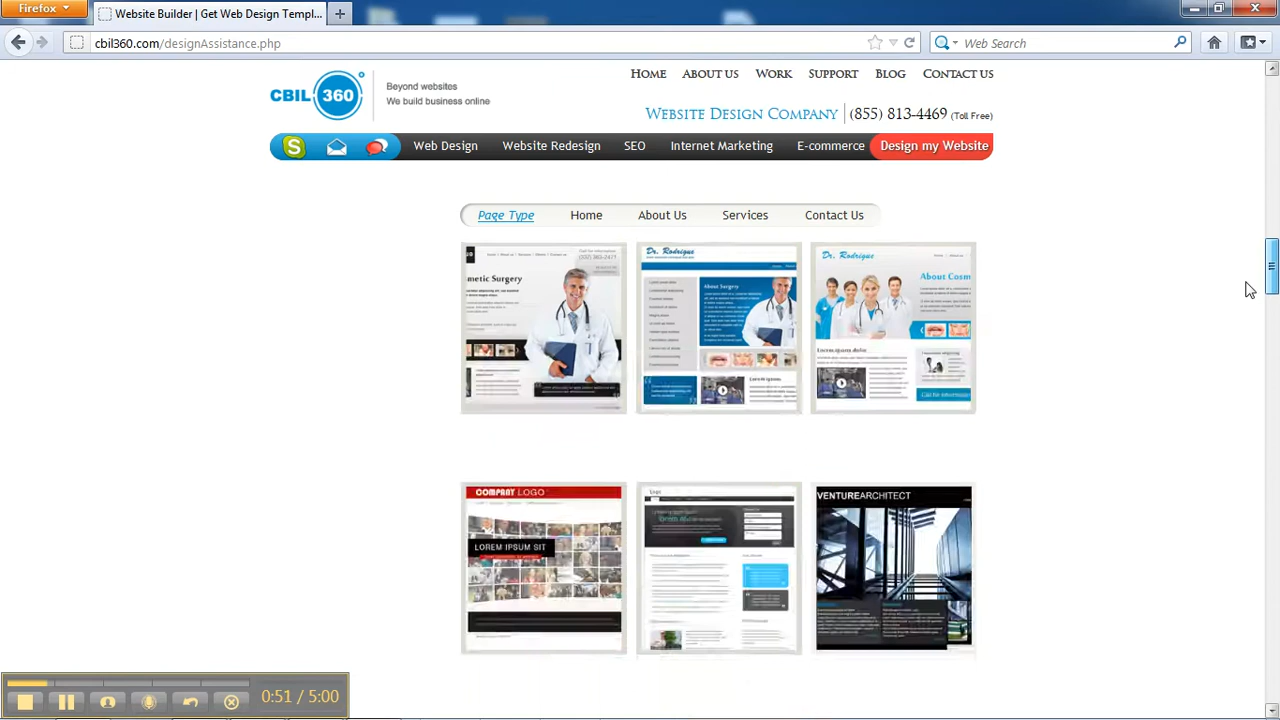 Firefox
Website Builder | Get Web Design Templ...
cbil360.com/designAssistance.php
Web Search
HOME ABOUT US WORK SUPPORT BLOG CONTACT US
CBIL 360
Beyond websites
We build business online
WEBSITE DESIGN COMPANY (855) 813-4469 (Toll Free)
Web Design Website Redesign SEO Internet Marketing E-commerce Design my Website
Page Type Home About Us Services Contact Us
metic Surgery
Dr. Rodrigue
About Surgery
Dr. Rodrigue
About Cosm
COMPANY LOGO
LOREM IPSUM SIT
Logo
VENTUREARCHITECT
0:51 / 5:00